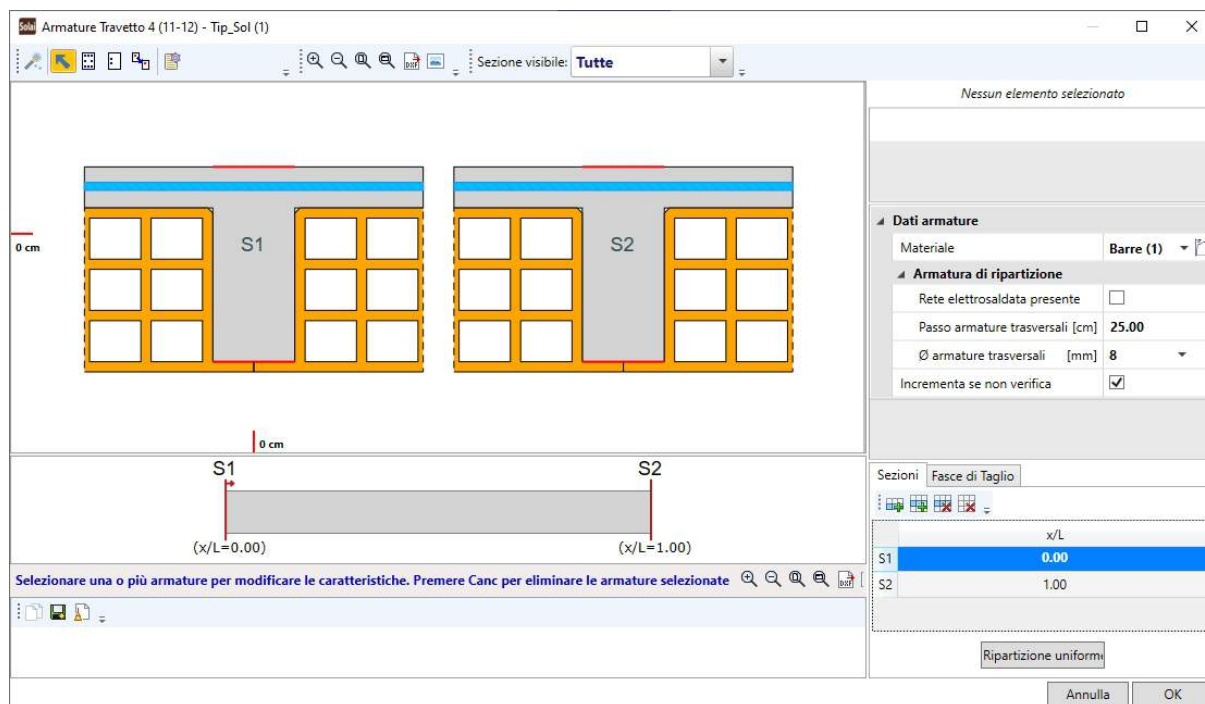 Solai Armature Travetto 4 (11-12) - Tip_Sol (1)
DXF Sezione visibile: Tutte
Nessun elemento selezionato
S1
S2
0 cm
0 cm
Dati armature
Materiale Barre (1)
Armatura di ripartizione
Rete elettrosaldata presente
Passo armature trasversali [cm] 25.00
Ø armature trasversali [mm] 8
Incrementa se non verifica
S1 S2
(x/L=0.00) (x/L=1.00)
Selezionare una o più armature per modificare le caratteristiche. Premere Canc per eliminare le armature selezionate DXF
Sezioni Fasce di Taglio
x/L
S1 0.00
S2 1.00
Ripartizione uniform
Annulla OK